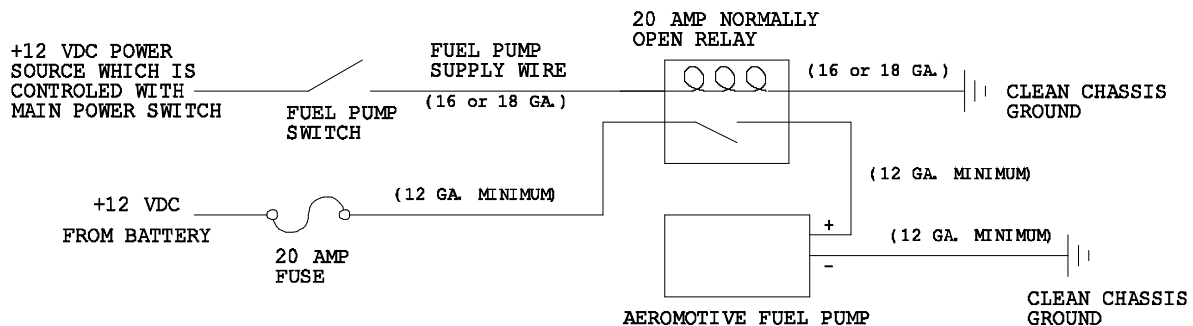 +12 VDC POWER
SOURCE WHICH IS
CONTROLED WITH
MAIN POWER SWITCH
FUEL PUMP
SWITCH
FUEL PUMP
SUPPLY WIRE
(16 or 18 GA.)
20 AMP NORMALLY
OPEN RELAY
(16 or 18 GA.)
CLEAN CHASSIS
GROUND
+12 VDC
FROM BATTERY
20 AMP
FUSE
(12 GA. MINIMUM)
(12 GA. MINIMUM)
+
-
(12 GA. MINIMUM)
AEROMOTIVE FUEL PUMP
CLEAN CHASSIS
GROUND